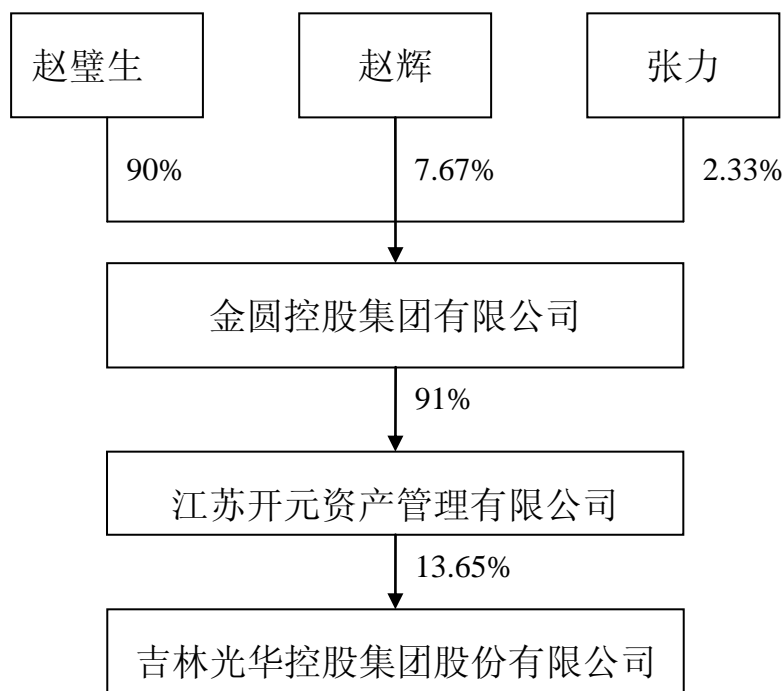 赵璧生 赵辉 张力
90% 7.67% 2.33%
金圆控股集团有限公司
91%
江苏开元资产管理有限公司
13.65%
吉林光华控股集团股份有限公司